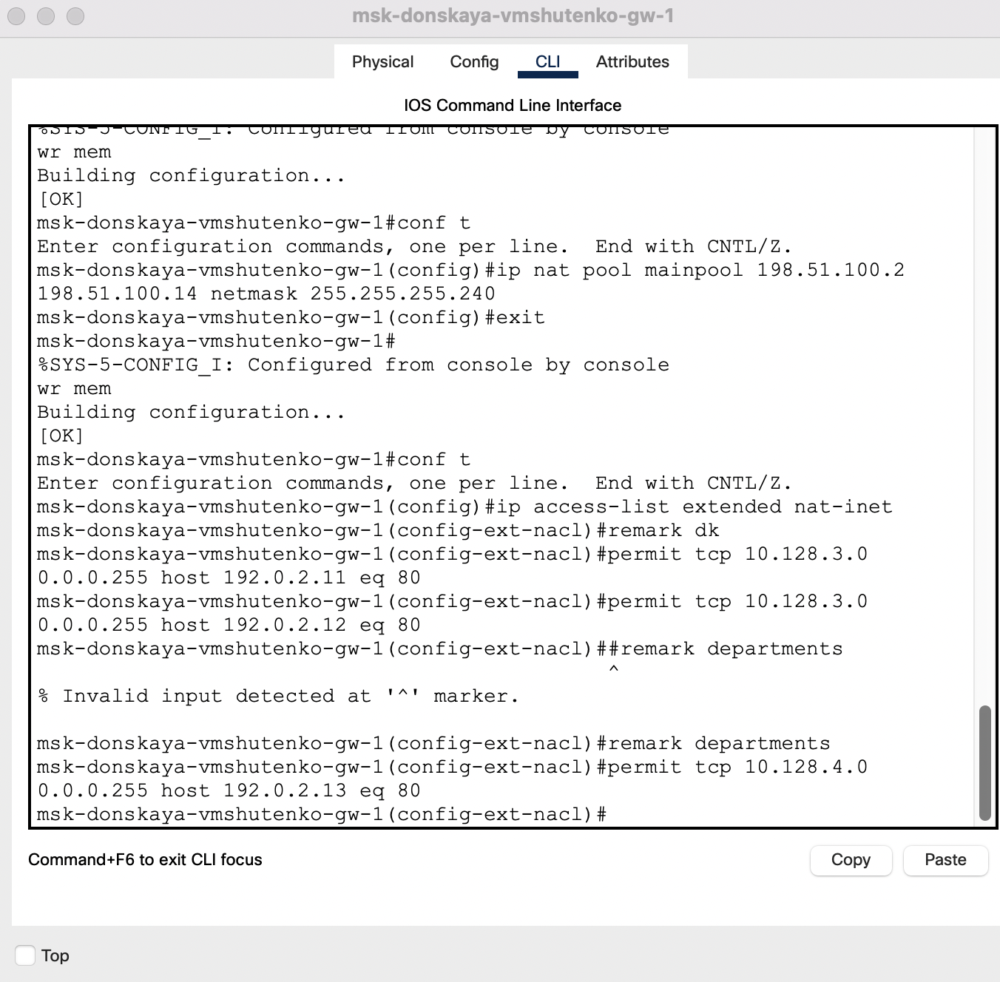 msk-donskaya-vmshutenko-gw-1
Physical Config CLI Attributes
IOS Command Line Interface
%SYS-5-CONFIG_I: Configured from console by console
wr mem
Building configuration...
[OK]
msk-donskaya-vmshutenko-gw-1#conf t
Enter configuration commands, one per line.  End with CNTL/Z.
msk-donskaya-vmshutenko-gw-1(config)#ip nat pool mainpool 198.51.100.2
198.51.100.14 netmask 255.255.255.240
msk-donskaya-vmshutenko-gw-1(config)#exit
msk-donskaya-vmshutenko-gw-1#
%SYS-5-CONFIG_I: Configured from console by console
wr mem
Building configuration...
[OK]
msk-donskaya-vmshutenko-gw-1#conf t
Enter configuration commands, one per line.  End with CNTL/Z.
msk-donskaya-vmshutenko-gw-1(config)#ip access-list extended nat-inet
msk-donskaya-vmshutenko-gw-1(config-ext-nacl)#remark dk
msk-donskaya-vmshutenko-gw-1(config-ext-nacl)#permit tcp 10.128.3.0
0.0.0.255 host 192.0.2.11 eq 80
msk-donskaya-vmshutenko-gw-1(config-ext-nacl)#permit tcp 10.128.3.0
0.0.0.255 host 192.0.2.12 eq 80
msk-donskaya-vmshutenko-gw-1(config-ext-nacl)##remark departments
^
% Invalid input detected at '^' marker.
msk-donskaya-vmshutenko-gw-1(config-ext-nacl)#remark departments
msk-donskaya-vmshutenko-gw-1(config-ext-nacl)#permit tcp 10.128.4.0
0.0.0.255 host 192.0.2.13 eq 80
msk-donskaya-vmshutenko-gw-1(config-ext-nacl)#
Command+F6 to exit CLI focus
Copy Paste
Top